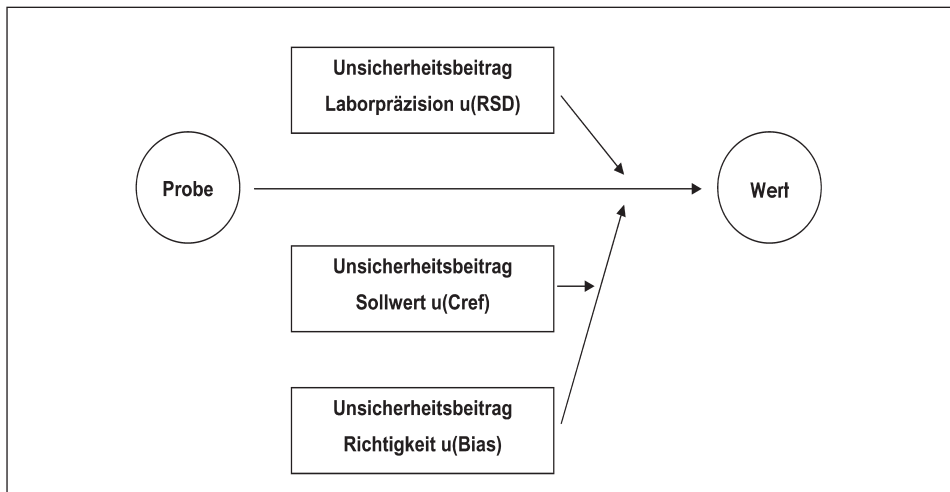 Unsicherheitsbeitrag
Laborpräzision u(RSD)
Probe
Wert
Unsicherheitsbeitrag
Sollwert u(Cref)
Unsicherheitsbeitrag
Richtigkeit u(Bias)